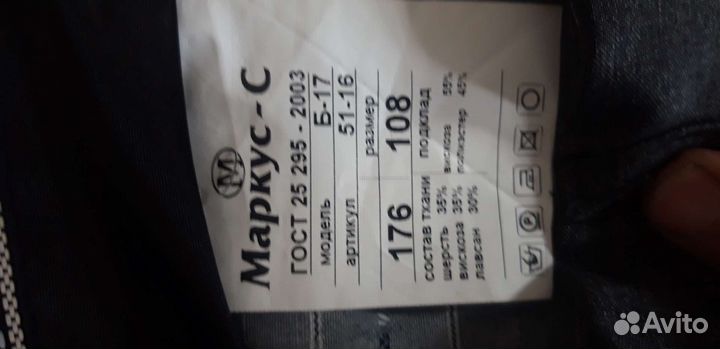 М
Маркус-С
ГОСТ 25 295 - 2003
модель Б-17
артикул 51-16
размер
176 108
состав ткани подклад
шерсть 35% вискоза 55%
вискоза 35% полиэстер 45%
лавсан 30%
Avito